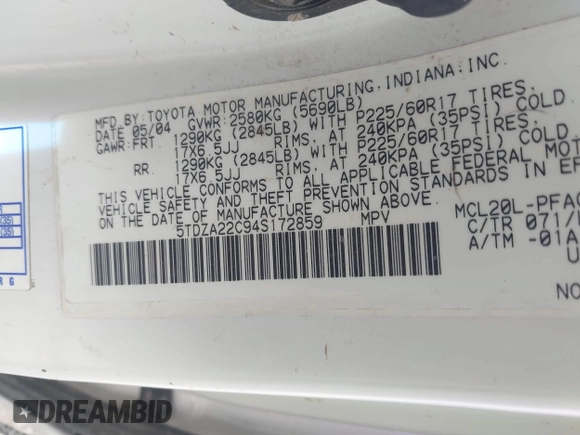 MFD.BY:TOYOTA MOTOR MANUFACTURING,INDIANA,INC.
DATE 05/04 GVWR:2580KG (5690LB)
GAWR:FRT. 1290KG (2845LB) WITH P225/60R17 TIRES,
17X6.5JJ RIMS, AT 240KPA (35PSI) COLD.
RR. 1290KG (2845LB) WITH P225/60R17 TIRES,
17X6.5JJ RIMS, AT 240KPA (35PSI) COLD.
THIS VEHICLE CONFORMS TO ALL APPLICABLE FEDERAL MOTOR
VEHICLE SAFETY AND THEFT PREVENTION STANDARDS IN EF
ON THE DATE OF MANUFACTURE SHOWN ABOVE.
5TDZA22C94S172859 MPV
MCL20L-PFA
C/TR 071/
A/TM -01A
U
NO
R G
DREAMBID